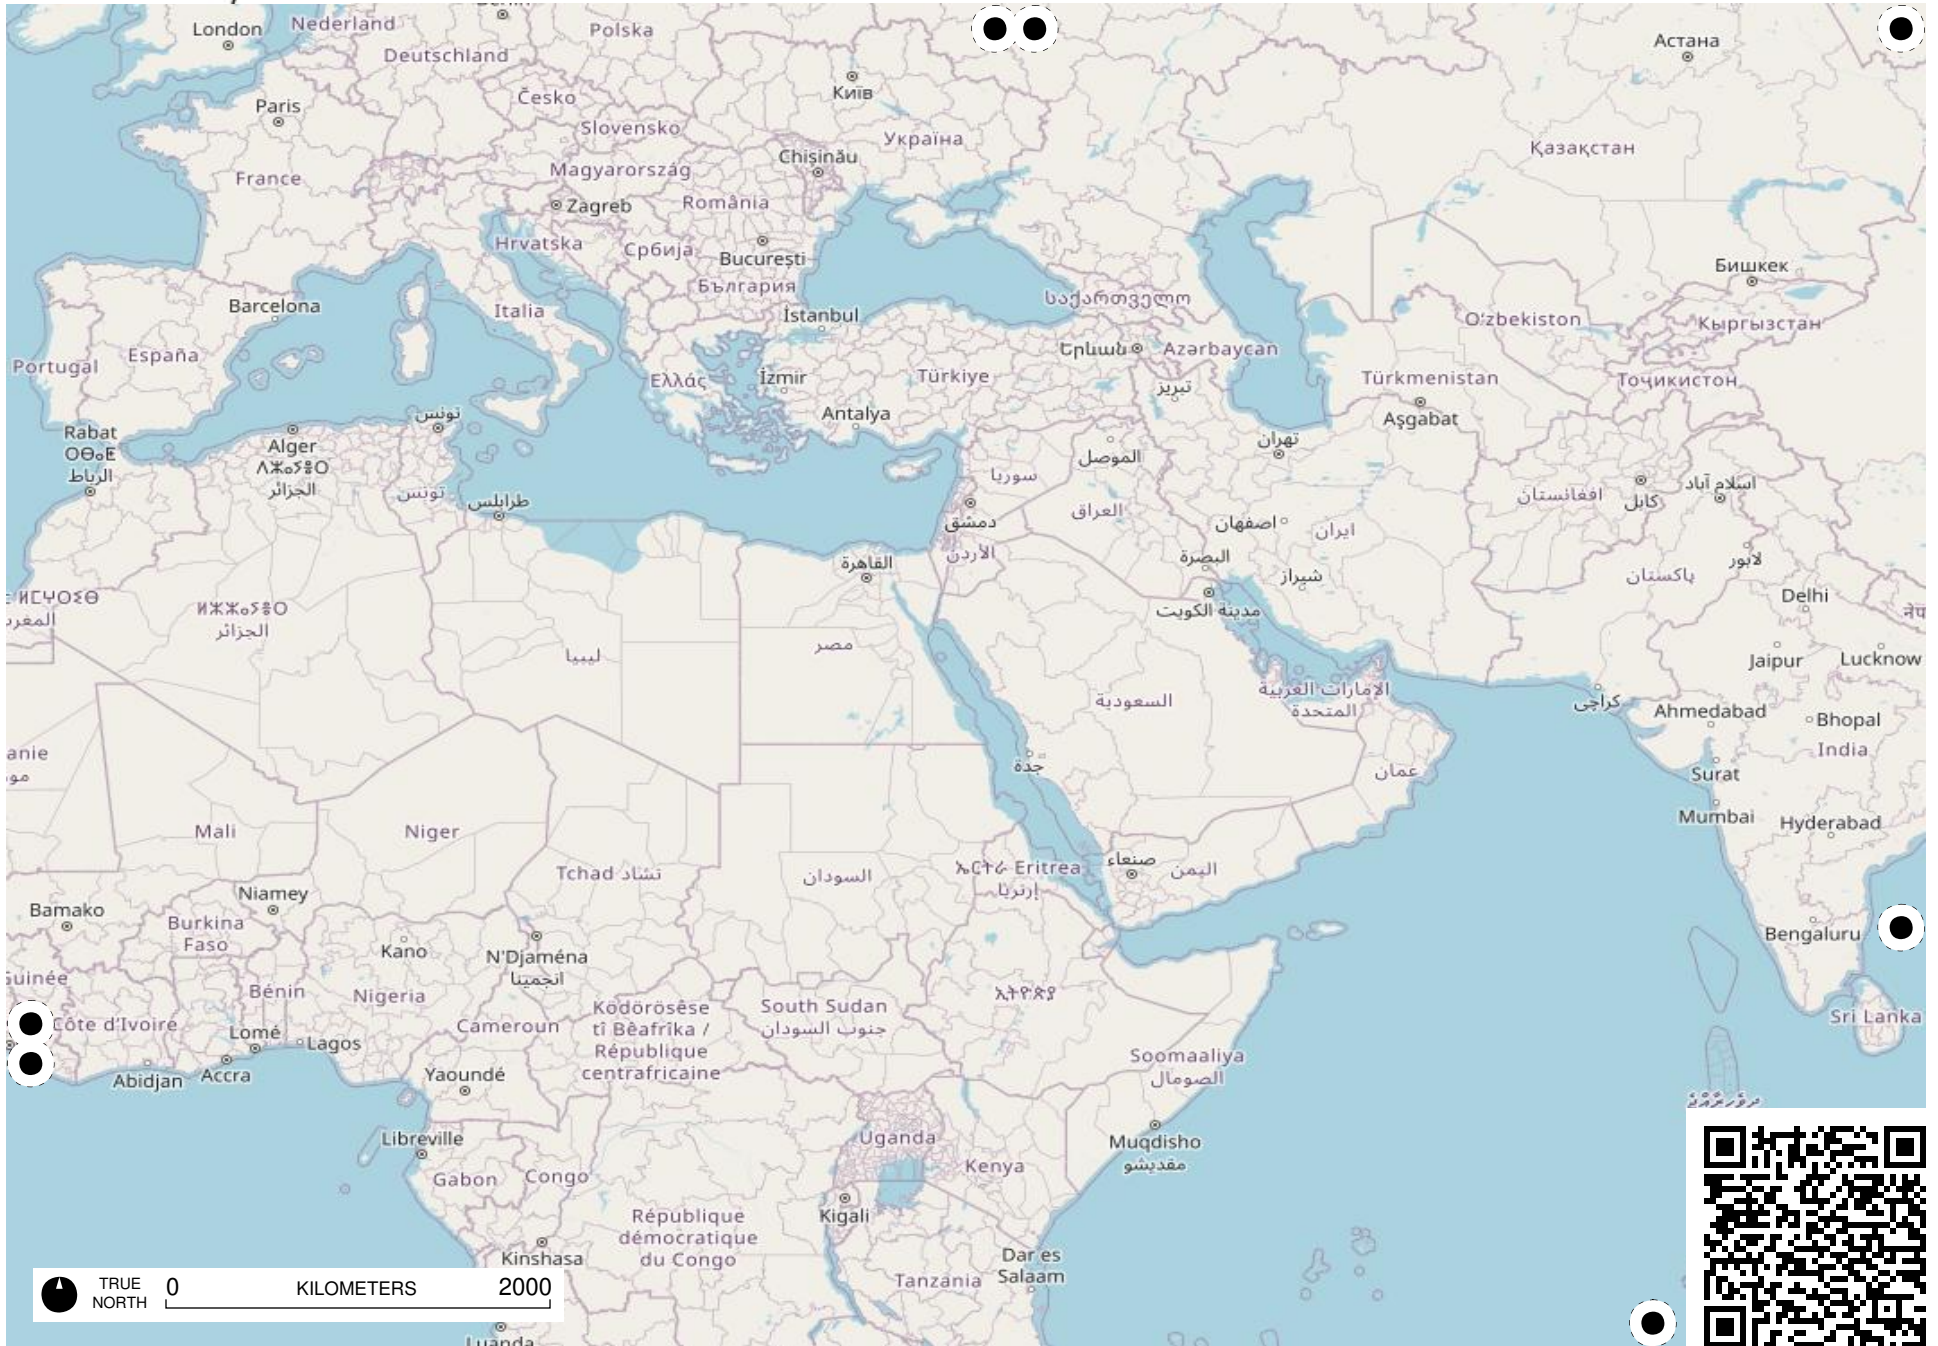 London
Nederland
Polska
Астана
Deutschland
Київ
Paris
Česko
Slovensko
Україна
Chișinău
Қазақстан
Magyarország
France
România
Zagreb
Hrvatska
Србија
București
Бишкек
България
Barcelona
საქართველო
Italia
İstanbul
Oʻzbekiston
Кыргызстан
Azərbaycan
Երևան
España
Portugal
Ελλάς
İzmir
Türkiye
تبریز
Türkmenistan
Тоҷикистон
Antalya
Aşgabat
تونس
Rabat
ⵔⴱⴰⵟ
الرباط
Alger
ⴷⵣⴰⵢⴻⵔ
الجزائر
تهران
الموصل
سوريا
تونس
طرابلس
افغانستان
کابل
اسلام آباد
العراق
دمشق
اصفهان
ایران
الأردن
البصرة
القاهرة
شیراز
پاکستان
لاہور
Delhi
مدينة الكويت
الجزائر
مصر
ليبيا
Jaipur
Lucknow
السعودية
الإمارات العربية
المتحدة
كراچى
Ahmedabad
Bhopal
India
جدة
عمان
Surat
Mumbai
Hyderabad
Mali
Niger
Tchad تشاد
السودان
ኤርትራ Eritrea
إرتريا
صنعاء
اليمن
Niamey
Bamako
Burkina
Faso
Kano
N'Djaména
انجمينا
Bengaluru
Bénin
Nigeria
ኢትዮጵያ
Ködörösêse
tî Bêafrîka /
République
centrafricaine
South Sudan
جنوب السودان
Côte d'Ivoire
Cameroun
Sri Lanka
Lomé
Lagos
Abidjan
Accra
Yaoundé
Soomaaliya
الصومال
ދިވެހިރާއްޖެ
Libreville
Uganda
Muqdisho
مقديشو
Gabon
Congo
Kenya
Kigali
République
démocratique
du Congo
Kinshasa
Dar es
Salaam
Tanzania
TRUE
NORTH
0 KILOMETERS 2000